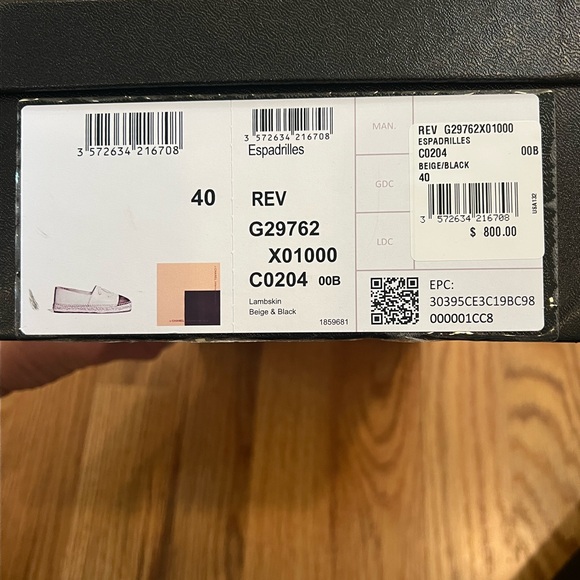 3 572634 216708
40
3 572634 216708
Espadrilles
REV
G29762
X01000
C0204 00B
Lambskin
Beige & Black
1859681
MAN.
GDC
LDC
EPC:
30395CE3C19BC98
000001CC8
REV G29762X01000
ESPADRILLES
C0204 00B
BEIGE/BLACK
40
3 572634 216708
$ 800.00
USA132